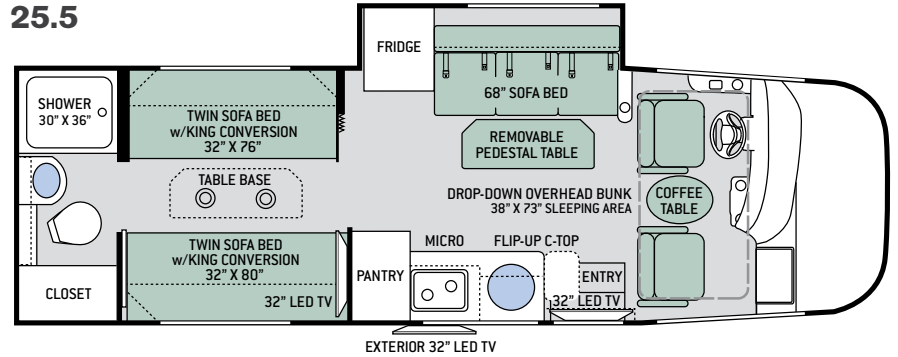 25.5
FRIDGE
SHOWER
30" X 36"
TWIN SOFA BED
w/KING CONVERSION
32" X 76"
68" SOFA BED
REMOVABLE
PEDESTAL TABLE
TABLE BASE
DROP-DOWN OVERHEAD BUNK
38" X 73" SLEEPING AREA
COFFEE
TABLE
TWIN SOFA BED
w/KING CONVERSION
32" X 80"
32" LED TV
CLOSET
PANTRY
MICRO
FLIP-UP C-TOP
ENTRY
32" LED TV
EXTERIOR 32" LED TV